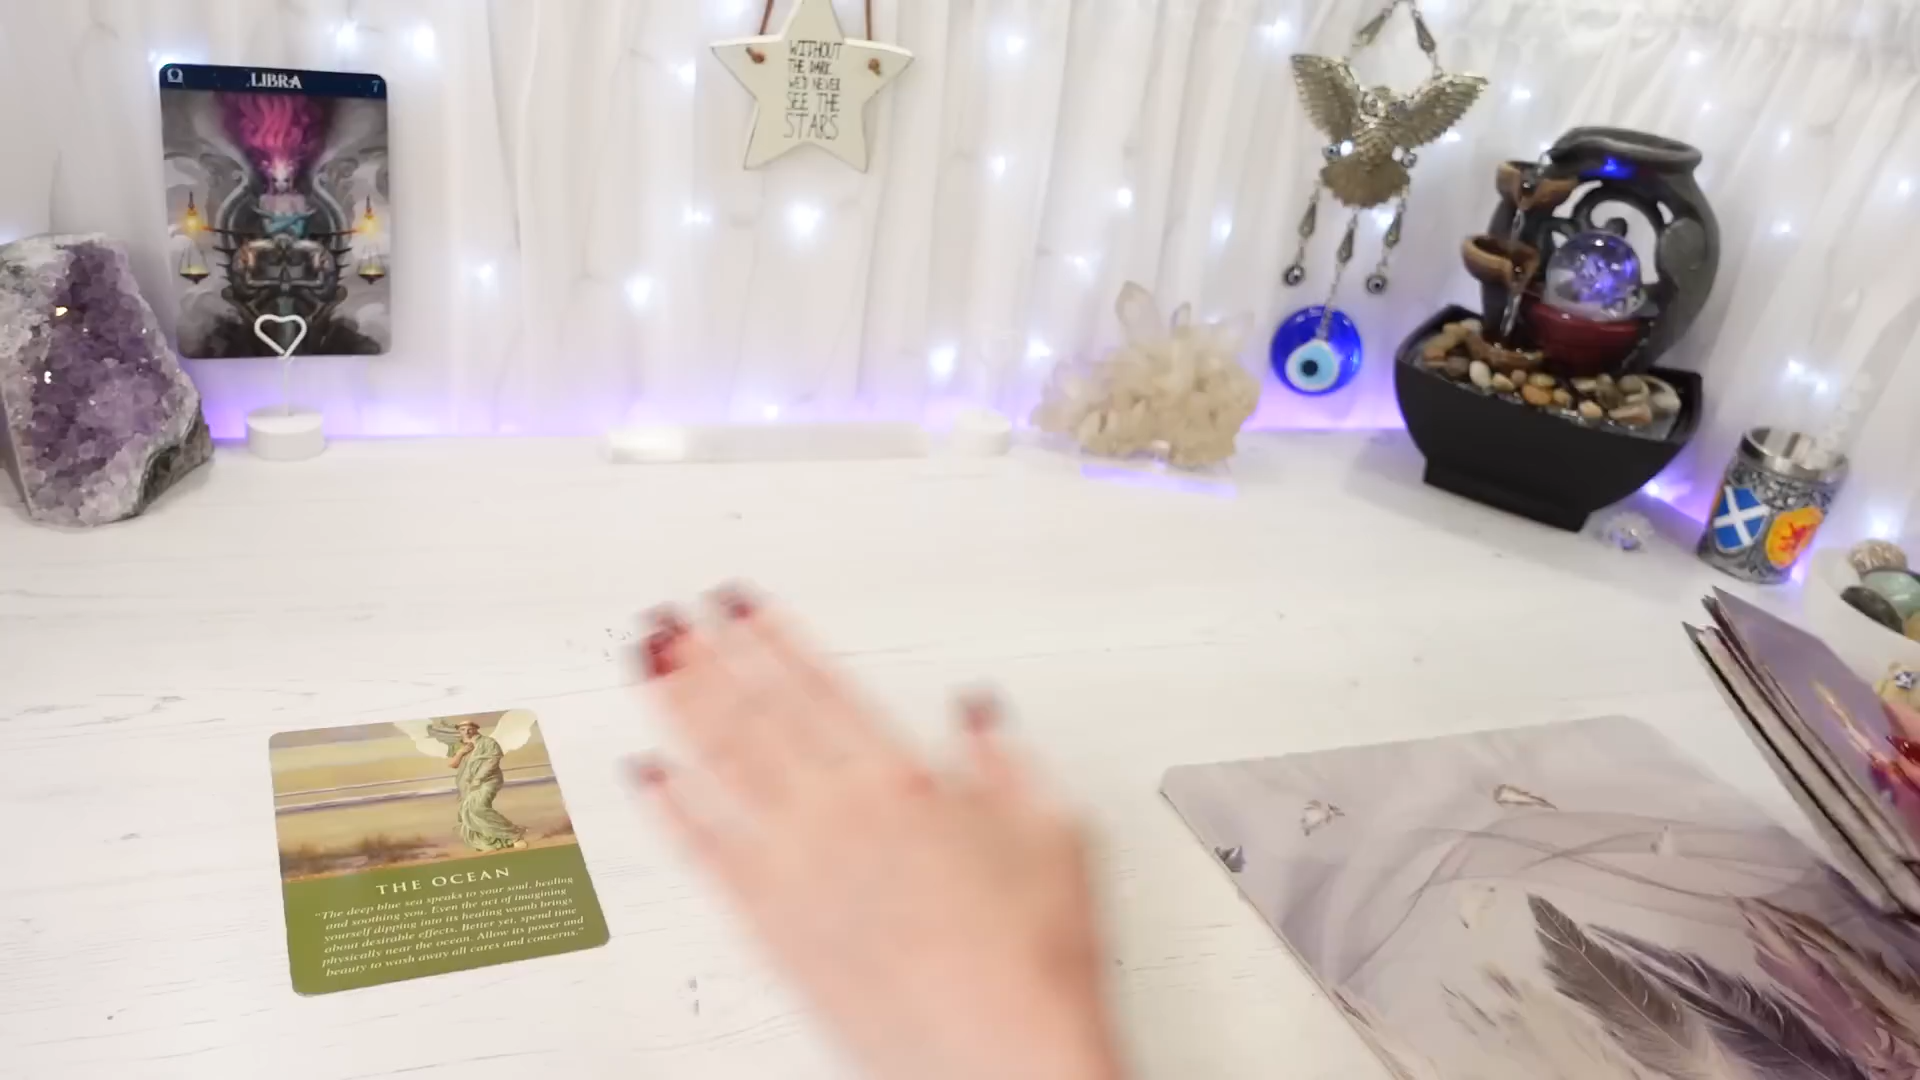 LIBRA
7
WITHOUT
THE DARK
WE'D NEVER
SEE THE
STARS
THE OCEAN
"The deep blue sea speaks to your soul, healing
and soothing you. Even the act of imagining
yourself dipping into its healing womb brings
about desirable effects. Better yet, spend time
physically near the ocean. Allow its power and
beauty to wash away all cares and concerns."